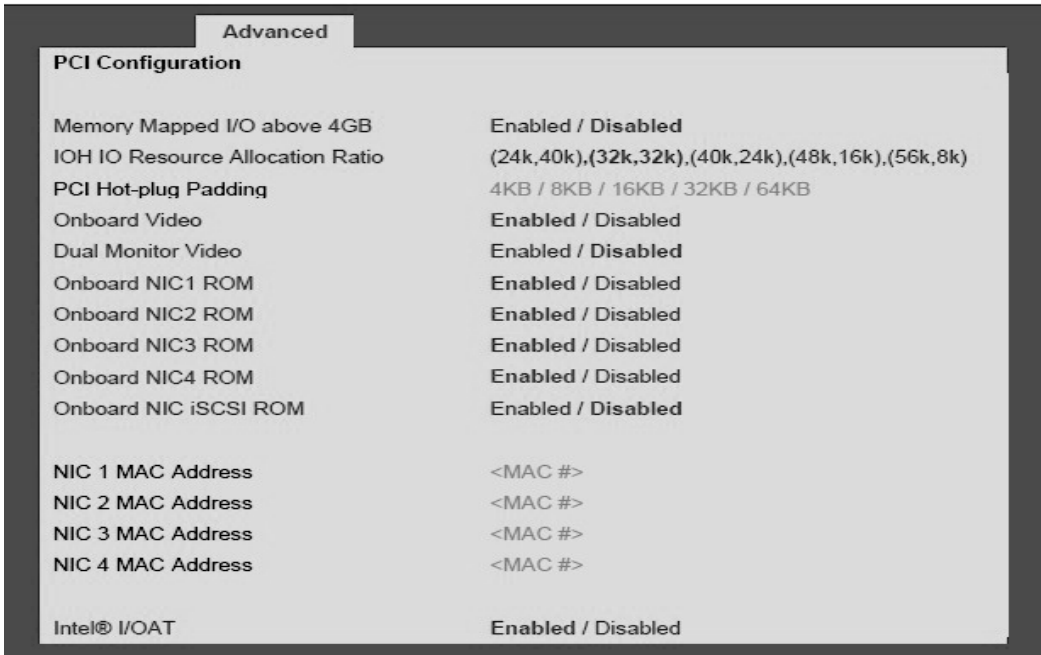 Advanced
PCI Configuration
Memory Mapped I/O above 4GB Enabled / Disabled
IOH IO Resource Allocation Ratio (24k,40k),(32k,32k),(40k,24k),(48k,16k),(56k,8k)
PCI Hot-plug Padding 4KB / 8KB / 16KB / 32KB / 64KB
Onboard Video Enabled / Disabled
Dual Monitor Video Enabled / Disabled
Onboard NIC1 ROM Enabled / Disabled
Onboard NIC2 ROM Enabled / Disabled
Onboard NIC3 ROM Enabled / Disabled
Onboard NIC4 ROM Enabled / Disabled
Onboard NIC iSCSI ROM Enabled / Disabled
NIC 1 MAC Address <MAC #>
NIC 2 MAC Address <MAC #>
NIC 3 MAC Address <MAC #>
NIC 4 MAC Address <MAC #>
Intel® I/OAT Enabled / Disabled